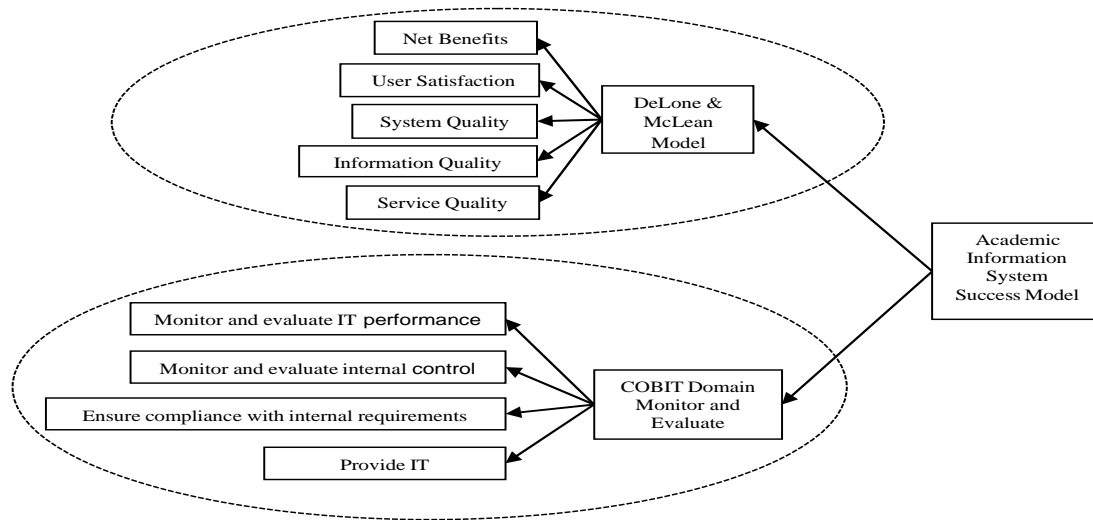 Net Benefits
User Satisfaction
System Quality
Information Quality
Service Quality
DeLone &
McLean
Model
Academic
Information
System
Success Model
Monitor and evaluate IT performance
Monitor and evaluate internal control
Ensure compliance with internal requirements
Provide IT
COBIT Domain
Monitor and
Evaluate